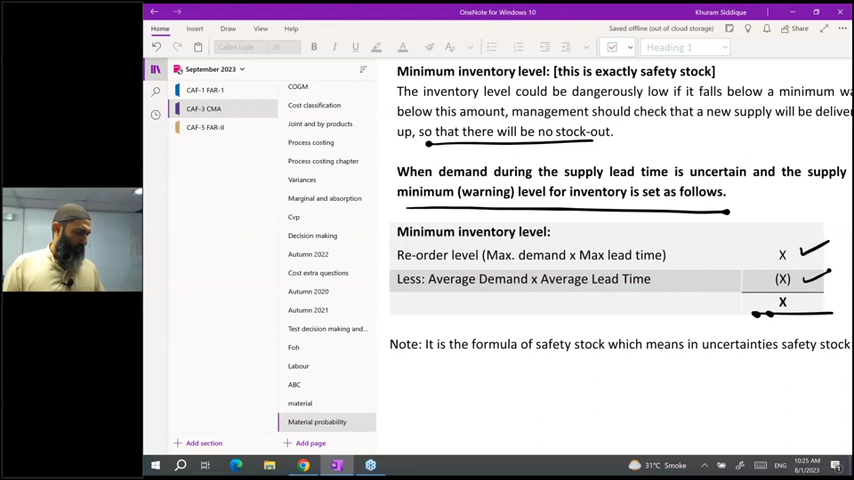 OneNote for Windows 10
Khuram Siddique
Home Insert Draw View Help
Saved offline (out of cloud storage)
Share
Calibri Light 20 B I U A Heading 1
September 2023
CAF-1 FAR-1
CAF-3 CMA
CAF-5 FAR-II
COGM
Cost classification
Joint and by products
Process costing
Process costing chapter
Variances
Marginal and absorption
Cvp
Decision making
Autumn 2022
Cost extra questions
Autumn 2020
Autumn 2021
Test decision making and...
Foh
Labour
ABC
material
Material probability
Add section
Add page
Minimum inventory level: [this is exactly safety stock]
The inventory level could be dangerously low if it falls below a minimum wa
below this amount, management should check that a new supply will be deliver
up, so that there will be no stock-out.
When demand during the supply lead time is uncertain and the supply
minimum (warning) level for inventory is set as follows.
Minimum inventory level:
Re-order level (Max. demand x Max lead time) X
Less: Average Demand x Average Lead Time (X)
X
Note: It is the formula of safety stock which means in uncertainties safety stock
31°C Smoke
ENG
10:25 AM
8/1/2023